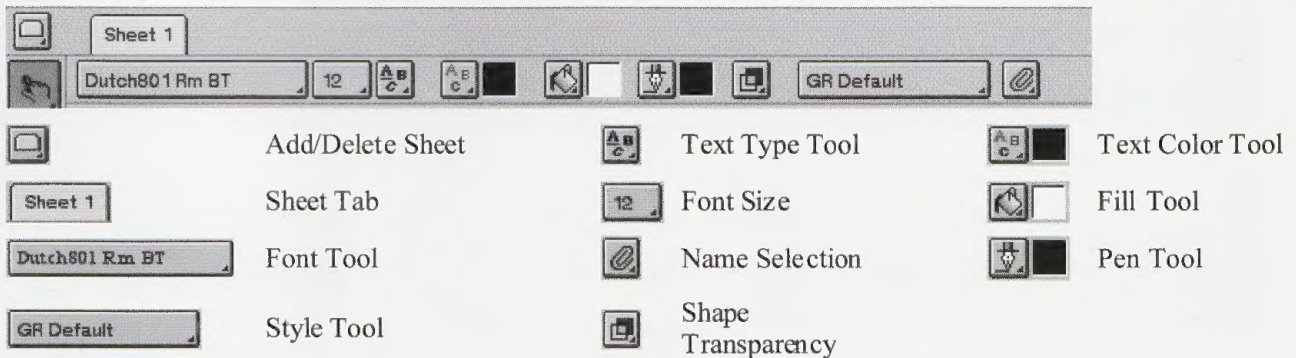 Sheet 1
Dutch801 Rm BT 12 A B C A B C GR Default
Add/Delete Sheet A B C Text Type Tool A B C Text Color Tool
Sheet 1 Sheet Tab 12 Font Size Fill Tool
Dutch801 Rm BT Font Tool Name Selection Pen Tool
GR Default Style Tool Shape
Transparency